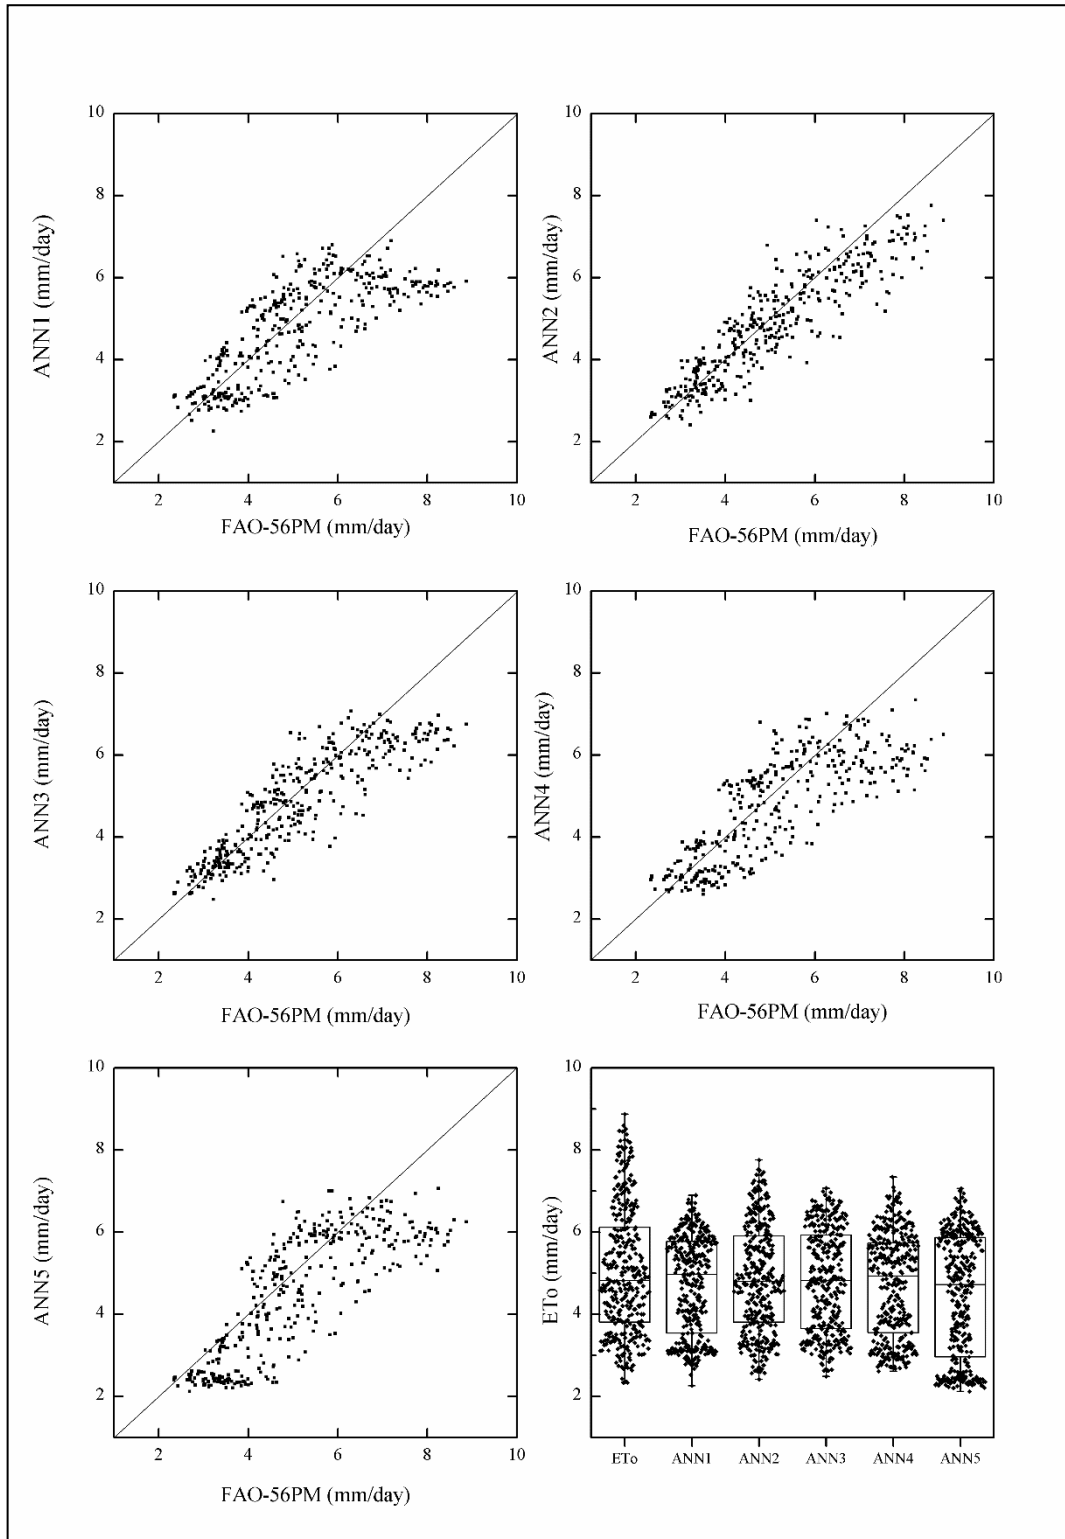 10
8
6
4
2
ANN1 (mm/day)
2 4 6 8 10
FAO-56PM (mm/day)
10
8
6
4
2
ANN2 (mm/day)
2 4 6 8 10
FAO-56PM (mm/day)
10
8
6
4
2
ANN3 (mm/day)
2 4 6 8 10
FAO-56PM (mm/day)
10
8
6
4
2
ANN4 (mm/day)
2 4 6 8 10
FAO-56PM (mm/day)
10
8
6
4
2
ANN5 (mm/day)
2 4 6 8 10
FAO-56PM (mm/day)
10
8
6
4
2
ETo (mm/day)
ETo ANN1 ANN2 ANN3 ANN4 ANN5